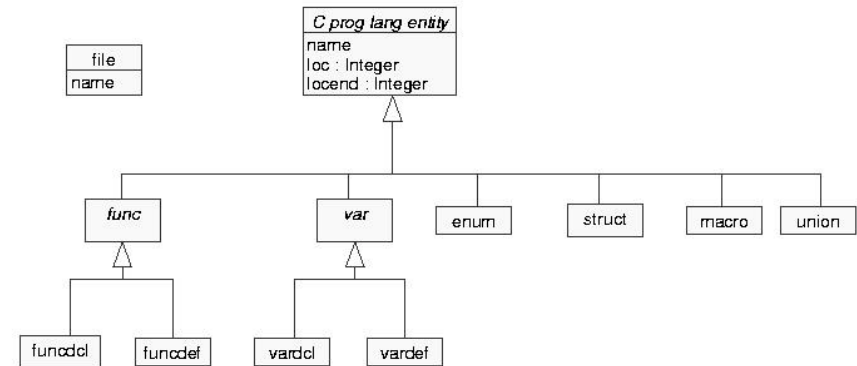 C prog lang entity
name
loc : Integer
locend : Integer
file
name
func
var
enum
struct
macro
union
funcdcl
funcdef
vardcl
vardef